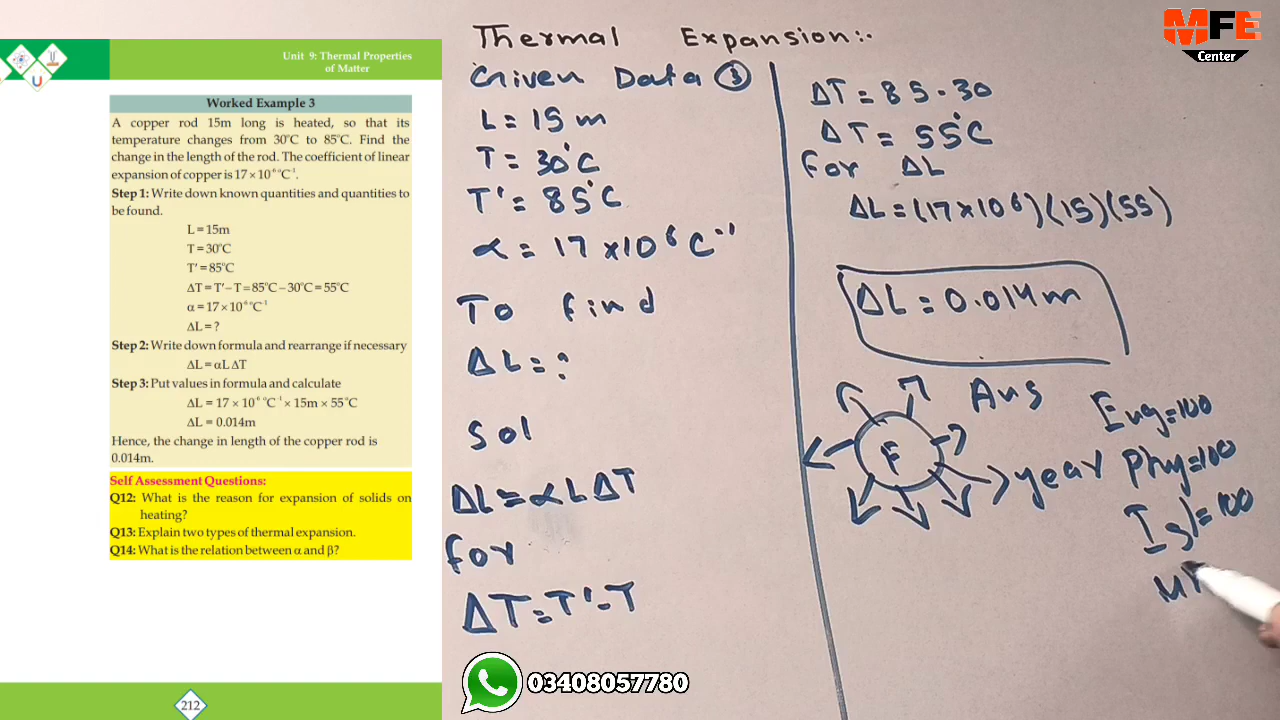 Unit 9: Thermal Properties
of Matter
Worked Example 3
A copper rod 15m long is heated, so that its
temperature changes from 30°C to 85°C. Find the
change in the length of the rod. The coefficient of linear
expansion of copper is 17 × 10⁻⁶ °C⁻¹.
Step 1: Write down known quantities and quantities to
be found.
L = 15m
T = 30°C
T′ = 85°C
ΔT = T′ – T = 85°C – 30°C = 55°C
α = 17 × 10⁻⁶ °C⁻¹
ΔL = ?
Step 2: Write down formula and rearrange if necessary
ΔL = αL ΔT
Step 3: Put values in formula and calculate
ΔL = 17 × 10⁻⁶ °C⁻¹ × 15m × 55°C
ΔL = 0.014m
Hence, the change in length of the copper rod is
0.014m.
Self Assessment Questions:
Q12: What is the reason for expansion of solids on
heating?
Q13: Explain two types of thermal expansion.
Q14: What is the relation between α and β?
212
Thermal Expansion:-
Given Data 3
L = 15 m
T = 30°C
T' = 85°C
α = 17 × 10⁻⁶ C⁻¹
To find
ΔL = ?
Sol
ΔL = α L ΔT
for
ΔT = T' - T
03408057780
ΔT = 85 - 30
ΔT = 55°C
for ΔL
ΔL = (17×10⁻⁶)(15)(55)
ΔL = 0.014m
Ans
F
year
Eng = 100
Phy = 100
Isl = 100
MFE
Center